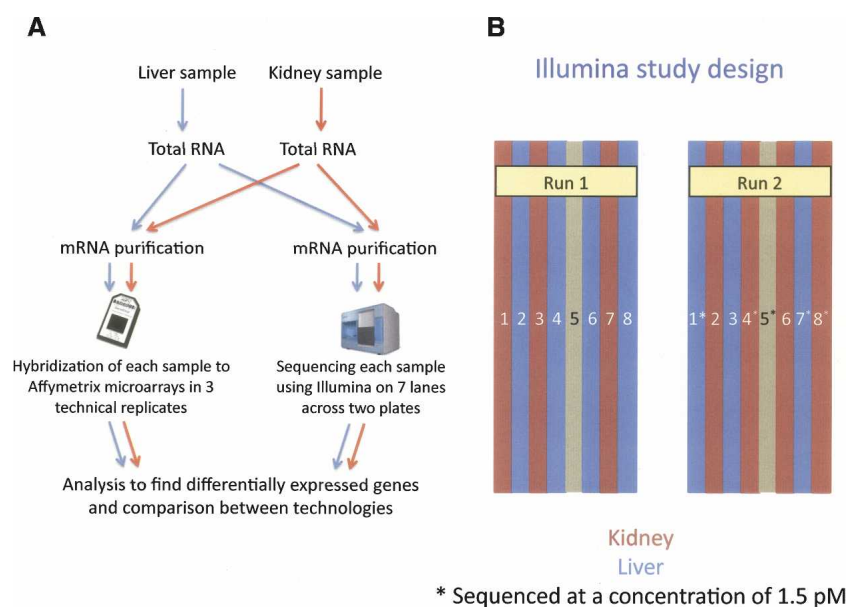 A
Liver sample
Kidney sample
Total RNA
Total RNA
mRNA purification
mRNA purification
Hybridization of each sample to
Affymetrix microarrays in 3
technical replicates
Sequencing each sample
using Illumina on 7 lanes
across two plates
Analysis to find differentially expressed genes
and comparison between technologies
B
Illumina study design
Run 1
1 2 3 4 5 6 7 8
Run 2
1* 2 3 4* 5* 6 7* 8*
Kidney
Liver
* Sequenced at a concentration of 1.5 pM